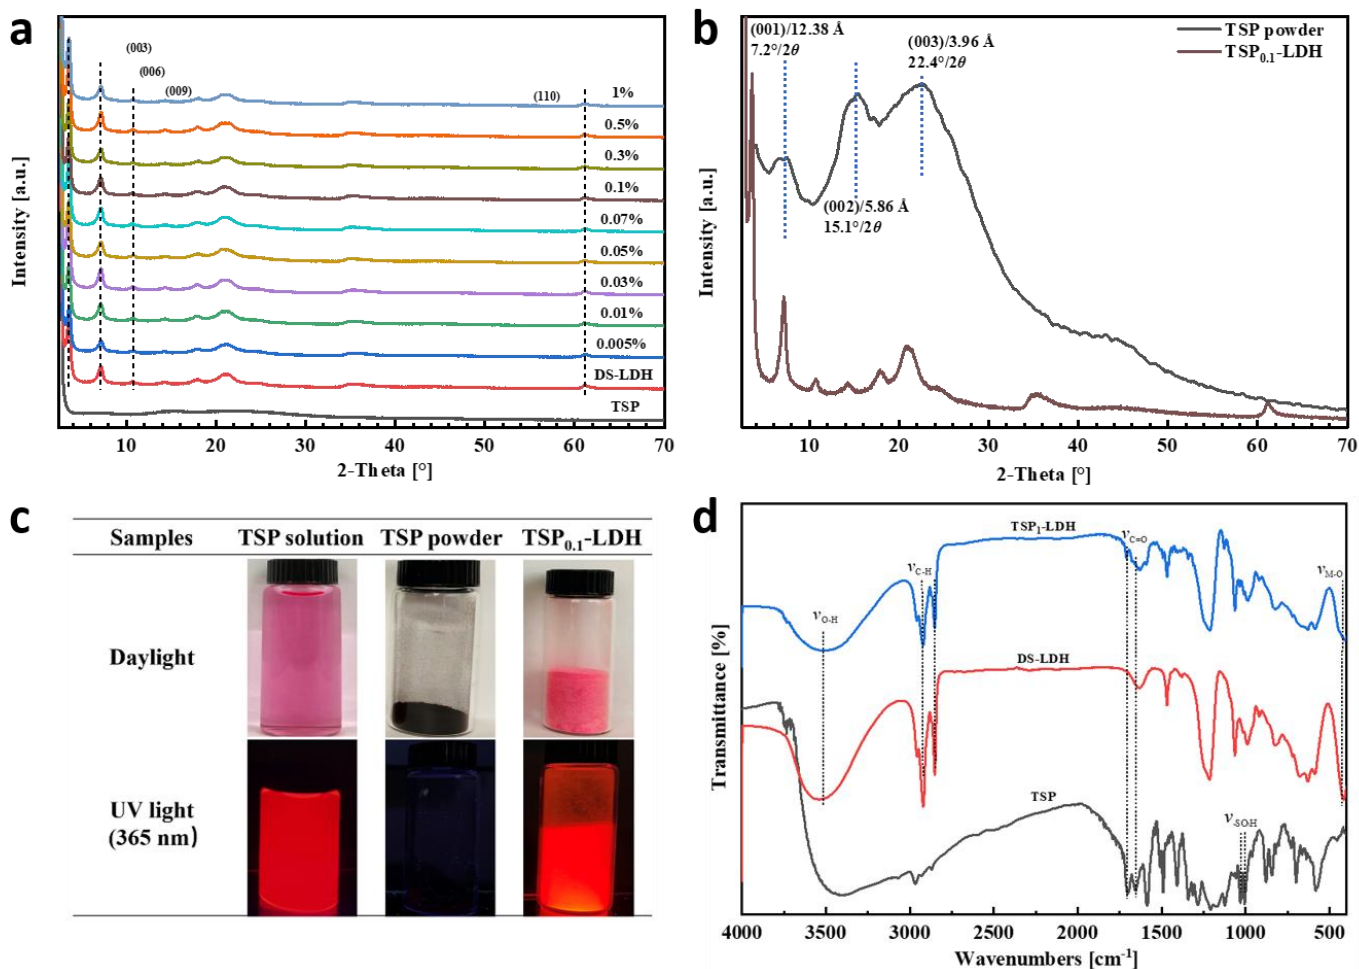 a
(003)
(006)
(009)
(110)
1%
0.5%
0.3%
0.1%
0.07%
0.05%
0.03%
0.01%
0.005%
DS-LDH
TSP
Intensity [a.u.]
10 20 30 40 50 60 70
2-Theta [°]
b
(001)/12.38 Å
7.2°/2θ
(003)/3.96 Å
22.4°/2θ
TSP powder
TSP0.1-LDH
(002)/5.86 Å
15.1°/2θ
Intensity [a.u.]
10 20 30 40 50 60 70
2-Theta [°]
c
Samples TSP solution TSP powder TSP0.1-LDH
Daylight
UV light
(365 nm)
d
TSP1-LDH
νC=O
νC-H
νM-O
νO-H
DS-LDH
TSP
ν-SO3H
Transmittance [%]
4000 3500 3000 2500 2000 1500 1000 500
Wavenumbers [cm-1]